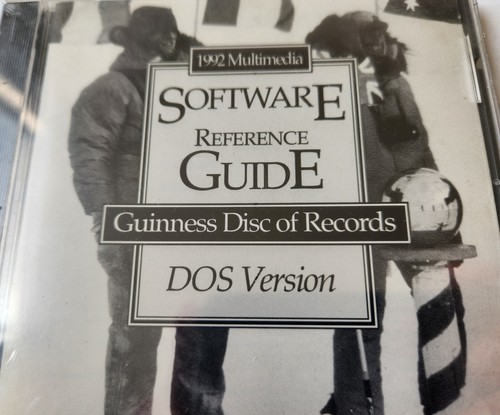 1992 Multimedia
SOFTWARE
REFERENCE
GUIDE
Guinness Disc of Records
DOS Version